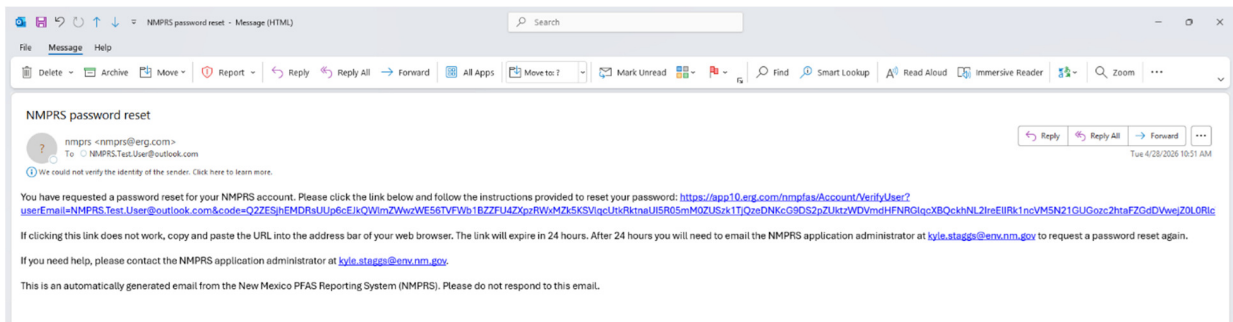 NMPRS password reset - Message (HTML)
Search
File Message Help
Delete Archive Move Report Reply Reply All Forward All Apps Move to: ? Mark Unread Find Smart Lookup Read Aloud Immersive Reader Zoom
NMPRS password reset
? nmprs <nmprs@erg.com>
To NMPRS.Test.User@outlook.com
Reply Reply All Forward
Tue 4/28/2026 10:51 AM
We could not verify the identity of the sender. Click here to learn more.
You have requested a password reset for your NMPRS account. Please click the link below and follow the instructions provided to reset your password: https://app10.erg.com/nmpfas/Account/VerifyUser?
If clicking this link does not work, copy and paste the URL into the address bar of your web browser. The link will expire in 24 hours. After 24 hours you will need to email the NMPRS application administrator at kyle.staggs@env.nm.gov to request a password reset again.
If you need help, please contact the NMPRS application administrator at kyle.staggs@env.nm.gov.
This is an automatically generated email from the New Mexico PFAS Reporting System (NMPRS). Please do not respond to this email.